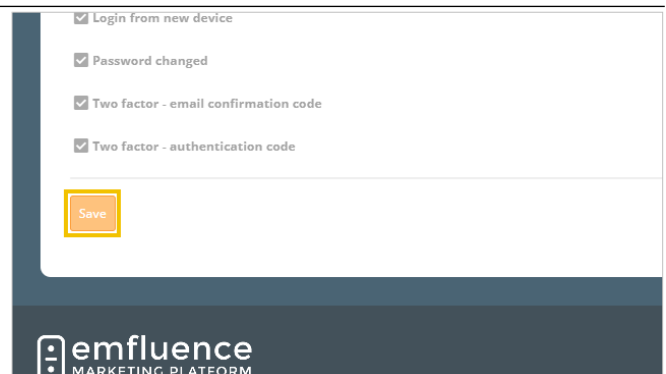 Login from new device
Password changed
Two factor - email confirmation code
Two factor - authentication code
Save
emfluence
MARKETING PLATFORM